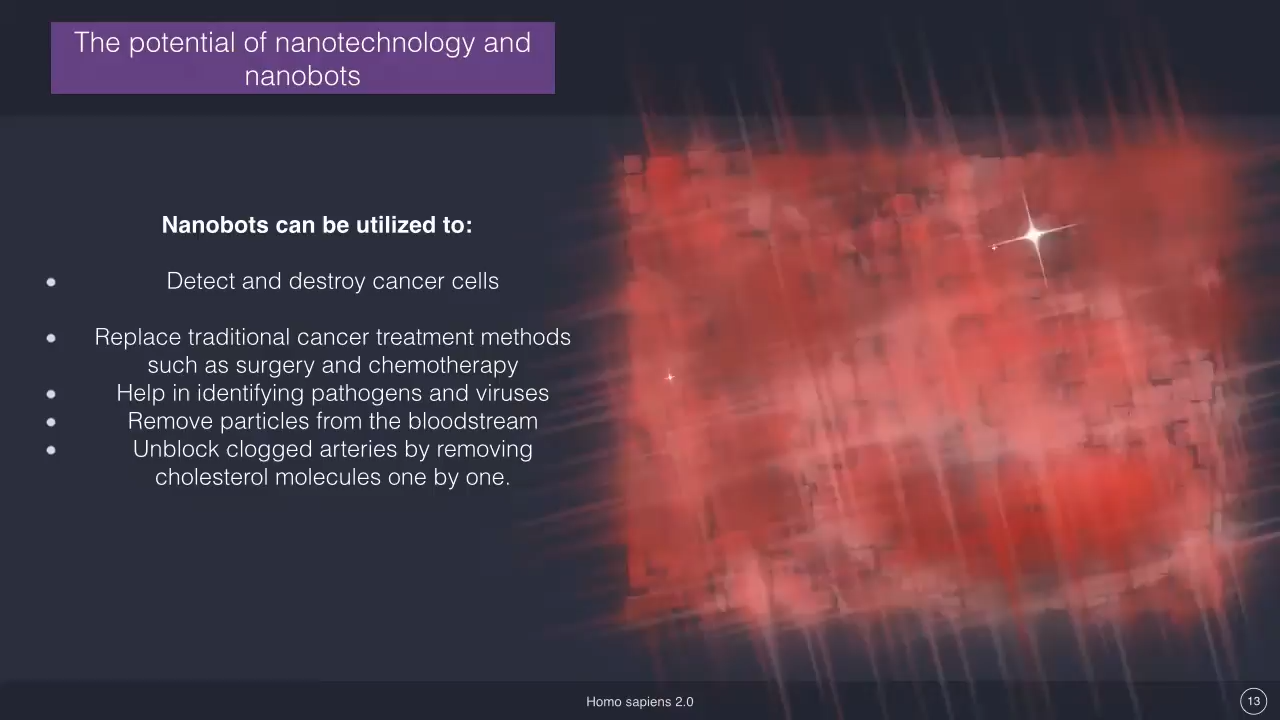 The potential of nanotechnology and
nanobots
Nanobots can be utilized to:
Detect and destroy cancer cells
Replace traditional cancer treatment methods
such as surgery and chemotherapy
Help in identifying pathogens and viruses
Remove particles from the bloodstream
Unblock clogged arteries by removing
cholesterol molecules one by one.
Homo sapiens 2.0
13